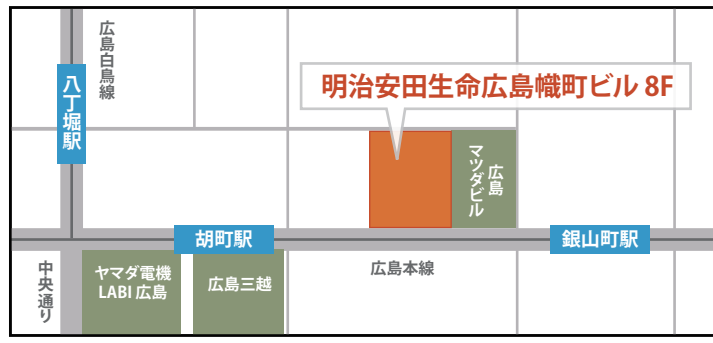 広島白鳥線
八丁堀駅
明治安田生命広島幟町ビル 8F
広島
マツダビル
胡町駅
銀山町駅
中央通り
ヤマダ電機
LABI 広島
広島三越
広島本線